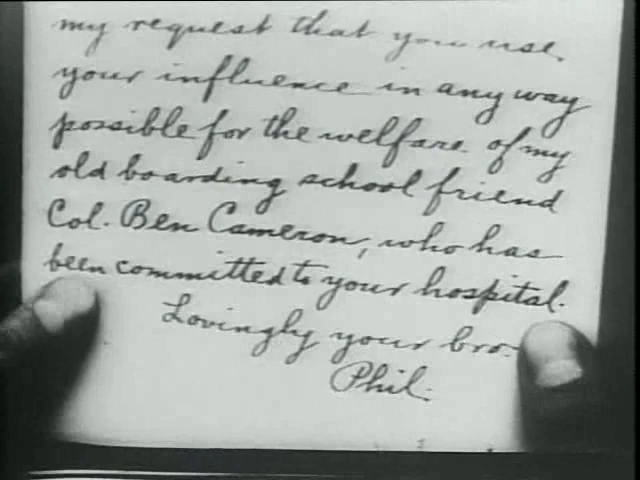 my request that you use
your influence in any way
possible for the welfare of my
old boarding school friend
Col. Ben Cameron, who has
been committed to your hospital.
Lovingly your bro.
Phil.